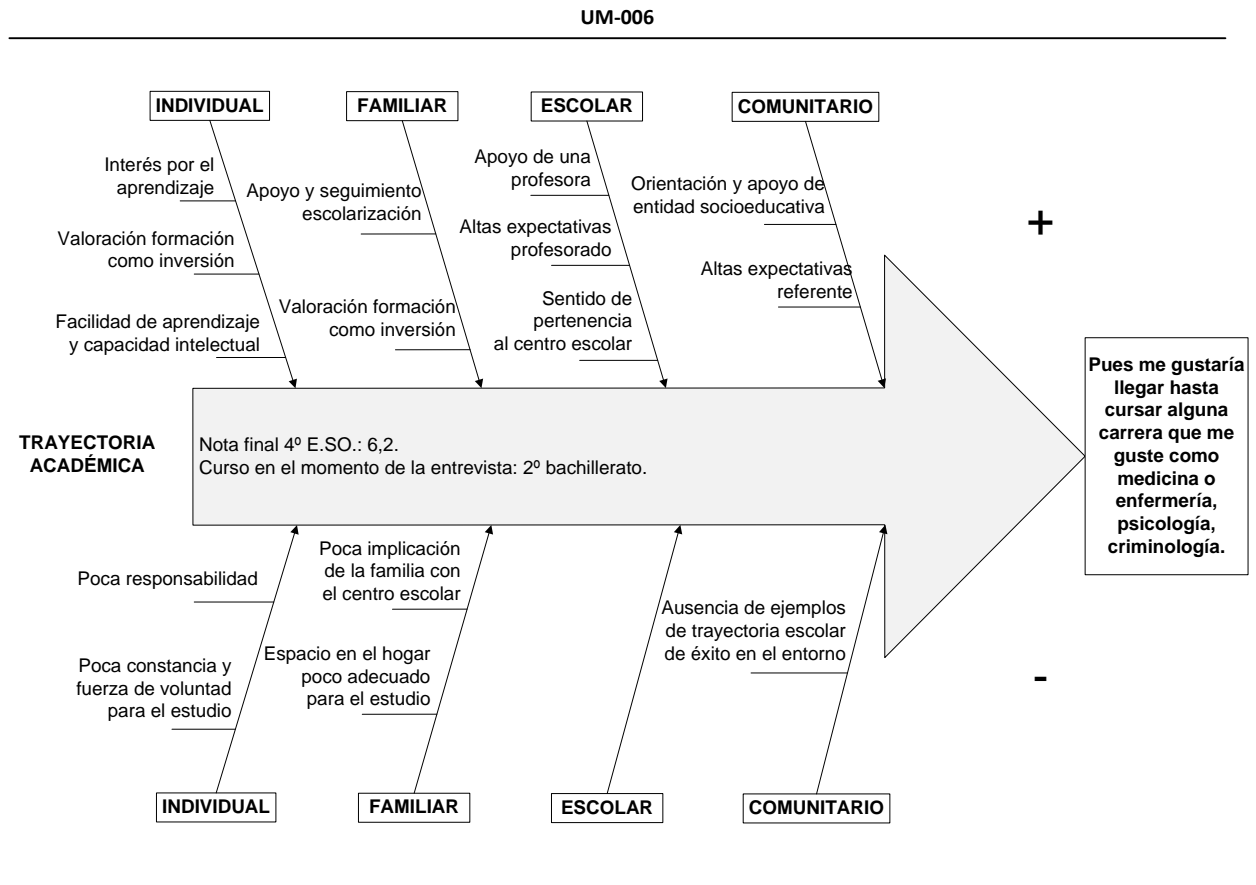 UM-006
INDIVIDUAL
FAMILIAR
ESCOLAR
COMUNITARIO
Interés por el
aprendizaje
Valoración formación
como inversión
Facilidad de aprendizaje
y capacidad intelectual
Apoyo y seguimiento
escolarización
Valoración formación
como inversión
Apoyo de una
profesora
Altas expectativas
profesorado
Sentido de
pertenencia
al centro escolar
Orientación y apoyo de
entidad socioeducativa
Altas expectativas
referente
+
TRAYECTORIA
ACADÉMICA
Nota final 4º E.SO.: 6,2.
Curso en el momento de la entrevista: 2º bachillerato.
Pues me gustaría
llegar hasta
cursar alguna
carrera que me
guste como
medicina o
enfermería,
psicología,
criminología.
Poca responsabilidad
Poca constancia y
fuerza de voluntad
para el estudio
Poca implicación
de la familia con
el centro escolar
Espacio en el hogar
poco adecuado
para el estudio
Ausencia de ejemplos
de trayectoria escolar
de éxito en el entorno
-
INDIVIDUAL
FAMILIAR
ESCOLAR
COMUNITARIO